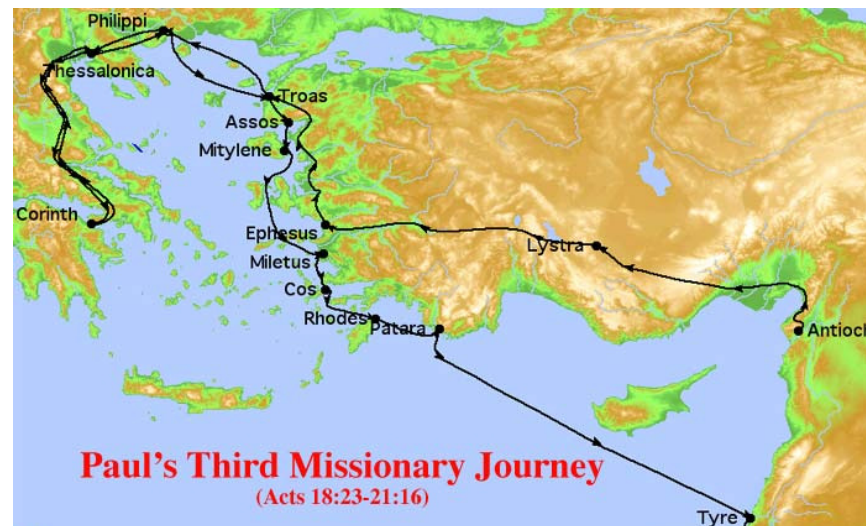 Philippi
Thessalonica
Troas
Assos
Mitylene
Corinth
Ephesus
Lystra
Miletus
Cos
Rhodes
Patara
Antioch
Paul's Third Missionary Journey
(Acts 18:23-21:16)
Tyre